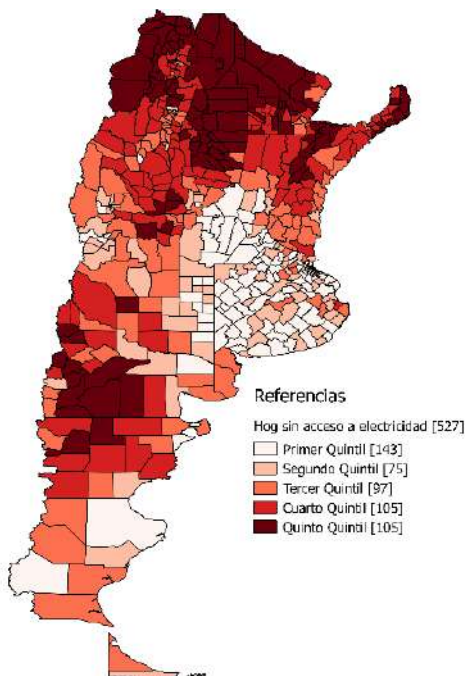 Referencias
Hog sin acceso a electricidad [527]
Primer Quintil [143]
Segundo Quintil [75]
Tercer Quintil [97]
Cuarto Quintil [105]
Quinto Quintil [105]